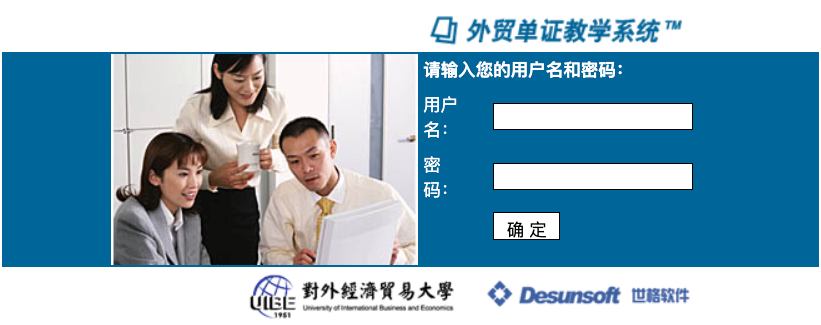 外贸单证教学系统™
请输入您的用户名和密码：
用户
名：
密
码：
确 定
UIBE
1951
對外經濟貿易大學
University of International Business and Economics
Desunsoft 世格软件